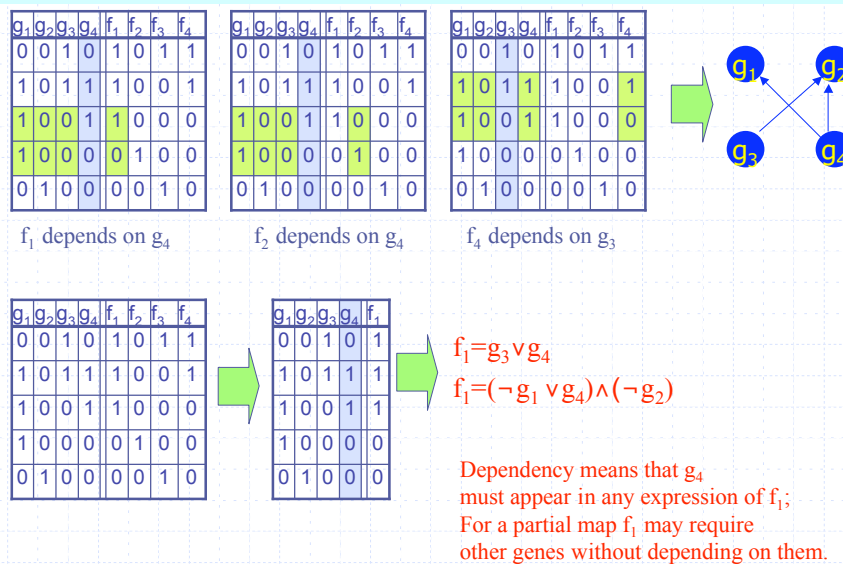 g₁ g₂ g₃ g₄ f₁ f₂ f₃ f₄
0 0 1 0 1 0 1 1
1 0 1 1 1 0 0 1
1 0 0 1 1 0 0 0
1 0 0 0 0 1 0 0
0 1 0 0 0 0 1 0
f₁ depends on g₄
g₁ g₂ g₃ g₄ f₁ f₂ f₃ f₄
0 0 1 0 1 0 1 1
1 0 1 1 1 0 0 1
1 0 0 1 1 0 0 0
1 0 0 0 0 1 0 0
0 1 0 0 0 0 1 0
f₂ depends on g₄
g₁ g₂ g₃ g₄ f₁ f₂ f₃ f₄
0 0 1 0 1 0 1 1
1 0 1 1 1 0 0 1
1 0 0 1 1 0 0 0
1 0 0 0 0 1 0 0
0 1 0 0 0 0 1 0
f₄ depends on g₃
g₁ g₂
g₃ g₄
g₁ g₂ g₃ g₄ f₁ f₂ f₃ f₄
0 0 1 0 1 0 1 1
1 0 1 1 1 0 0 1
1 0 0 1 1 0 0 0
1 0 0 0 0 1 0 0
0 1 0 0 0 0 1 0
g₁ g₂ g₃ g₄ f₁
0 0 1 0 1
1 0 1 1 1
1 0 0 1 1
1 0 0 0 0
0 1 0 0 0
f₁=g₃∨g₄
f₁=(¬g₁∨g₄)∧(¬g₂)
Dependency means that g₄
must appear in any expression of f₁;
For a partial map f₁ may require
other genes without depending on them.